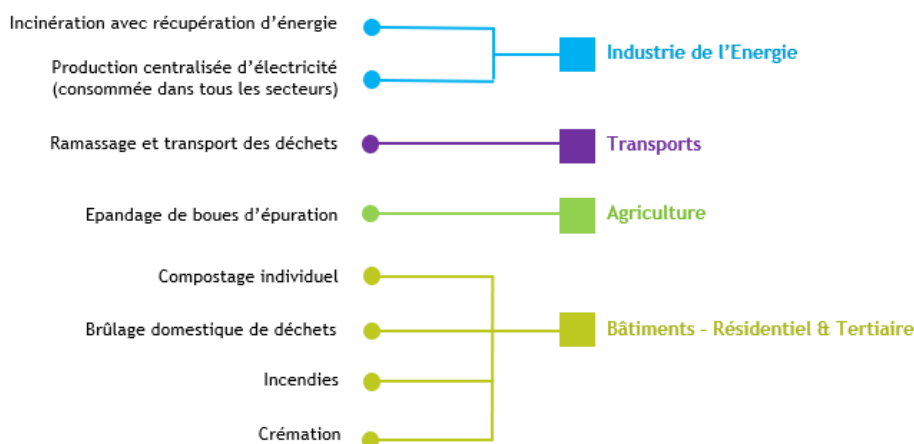 Incinération avec récupération d'énergie
Industrie de l'Energie
Production centralisée d'électricité
(consommée dans tous les secteurs)
Ramassage et transport des déchets
Transports
Epandage de boues d'épuration
Agriculture
Compostage individuel
Brûlage domestique de déchets
Bâtiments - Résidentiel & Tertiaire
Incendies
Crémation